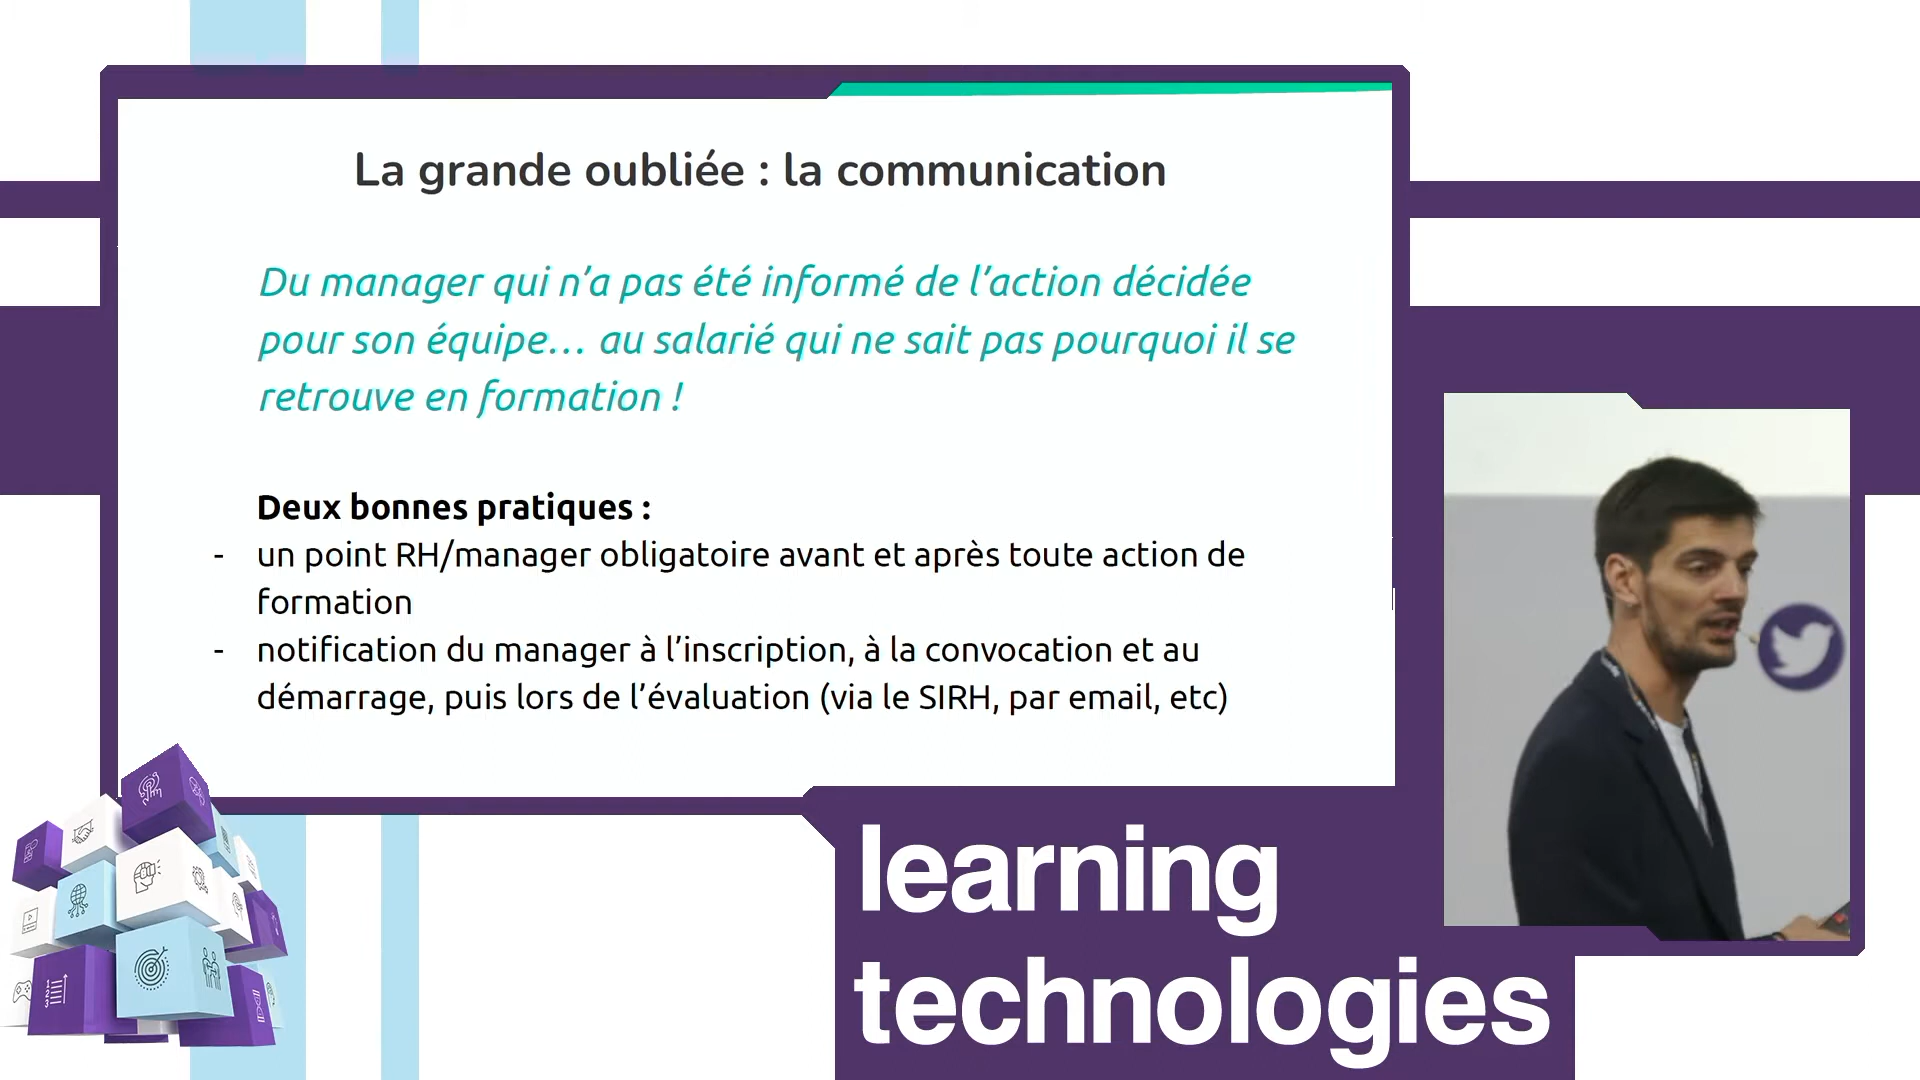 La grande oubliée : la communication
Du manager qui n’a pas été informé de l’action décidée
pour son équipe… au salarié qui ne sait pas pourquoi il se
retrouve en formation !
Deux bonnes pratiques :
- un point RH/manager obligatoire avant et après toute action de
formation
- notification du manager à l’inscription, à la convocation et au
démarrage, puis lors de l’évaluation (via le SIRH, par email, etc)
learning
technologies